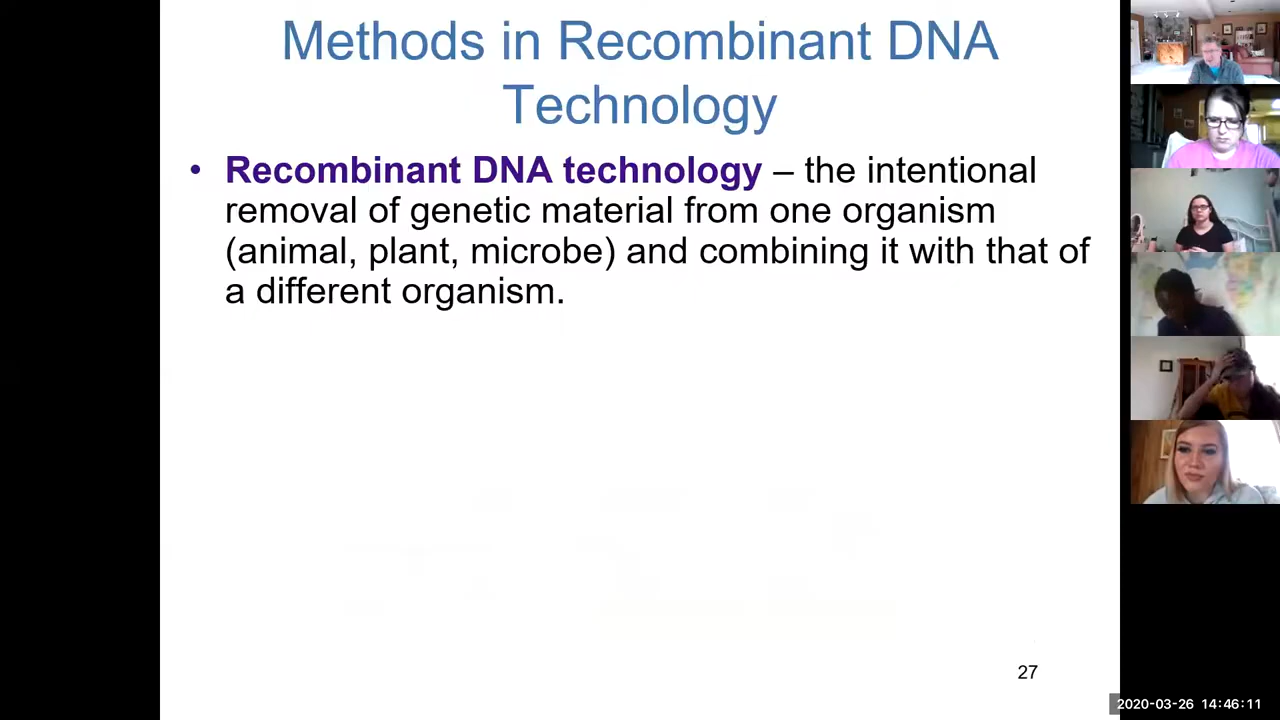 Methods in Recombinant DNA
Technology
• Recombinant DNA technology – the intentional
removal of genetic material from one organism
(animal, plant, microbe) and combining it with that of
a different organism.
27
2020-03-26 14:46:11